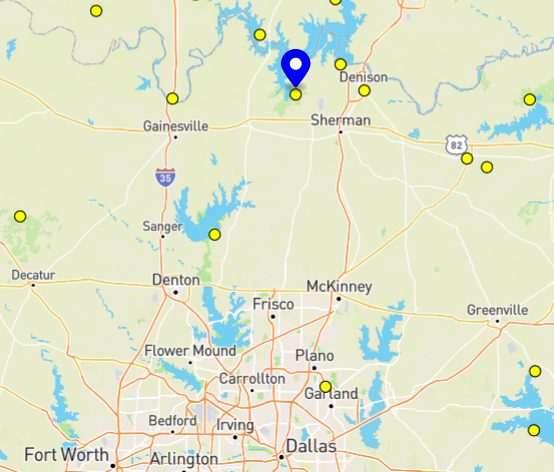 Denison
Sherman
Gainesville
82
35
Sanger
Decatur
Denton
McKinney
Frisco
Greenville
Flower Mound
Plano
Carrollton
Garland
Bedford
Irving
Dallas
Fort Worth
Arlington